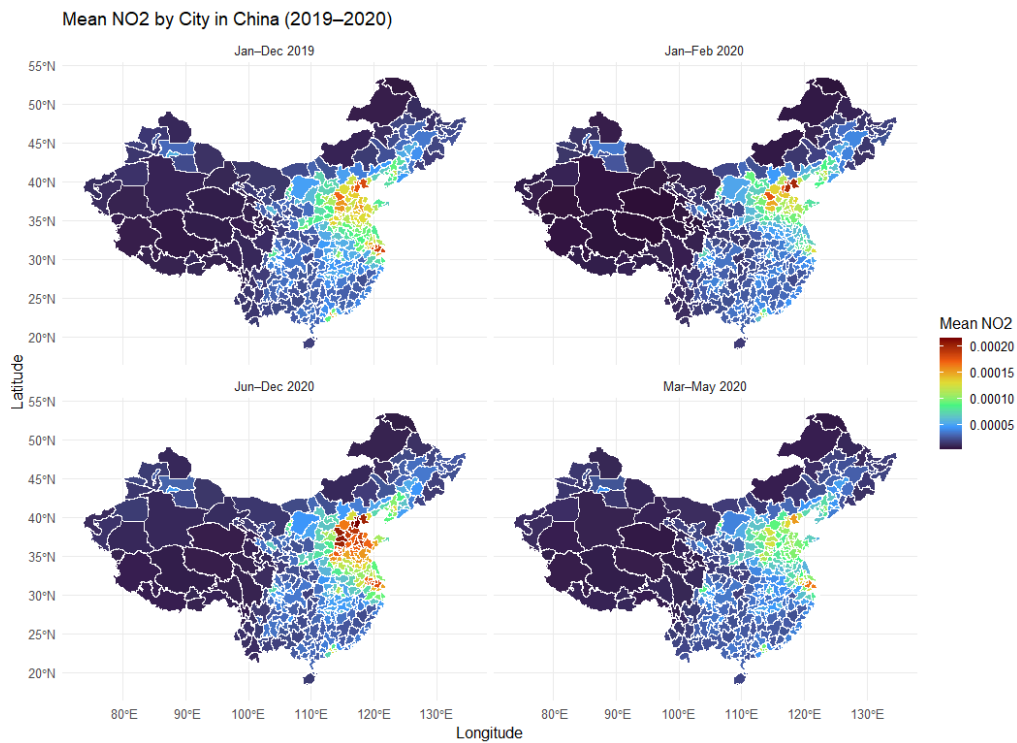 Mean NO2 by City in China (2019–2020)
Jan–Dec 2019
Jan–Feb 2020
55°N
50°N
45°N
40°N
35°N
30°N
25°N
20°N
Mean NO2
0.00020
0.00015
0.00010
0.00005
Latitude
Jun–Dec 2020
Mar–May 2020
55°N
50°N
45°N
40°N
35°N
30°N
25°N
20°N
80°E 90°E 100°E 110°E 120°E 130°E 80°E 90°E 100°E 110°E 120°E 130°E
Longitude